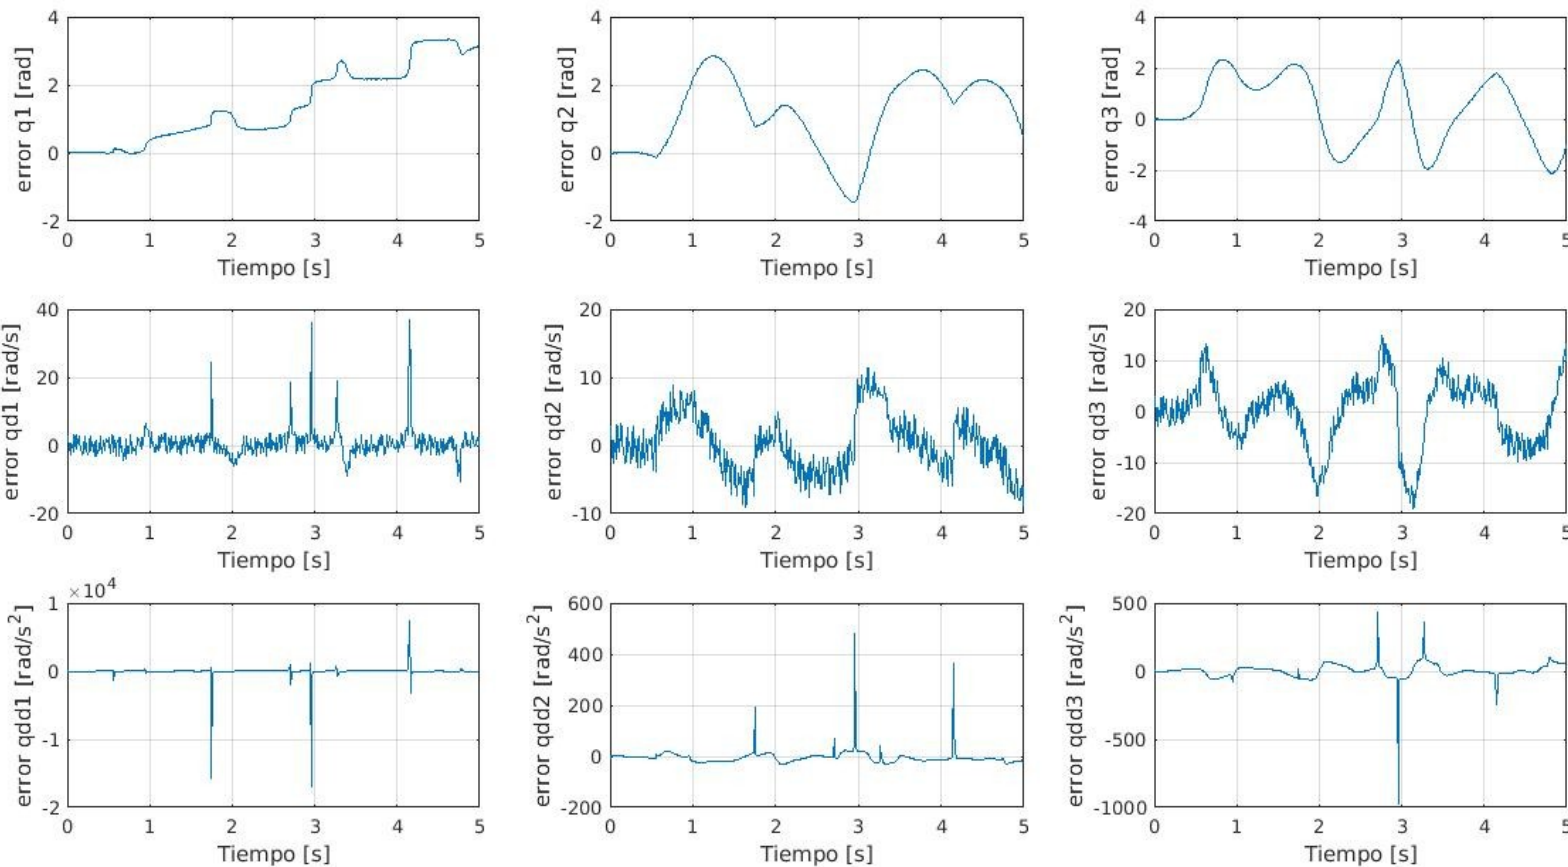 4
2
0
-2
error q1 [rad]
0 1 2 3 4 5
Tiempo [s]
4
2
0
-2
error q2 [rad]
0 1 2 3 4 5
Tiempo [s]
4
2
0
-2
-4
error q3 [rad]
0 1 2 3 4 5
Tiempo [s]
40
20
0
-20
error qd1 [rad/s]
0 1 2 3 4 5
Tiempo [s]
20
10
0
-10
error qd2 [rad/s]
0 1 2 3 4 5
Tiempo [s]
20
10
0
-10
-20
error qd3 [rad/s]
0 1 2 3 4 5
Tiempo [s]
×10⁴
1
0
-1
-2
error qdd1 [rad/s²]
0 1 2 3 4 5
Tiempo [s]
600
400
200
0
-200
error qdd2 [rad/s²]
0 1 2 3 4 5
Tiempo [s]
500
0
-500
-1000
error qdd3 [rad/s²]
0 1 2 3 4 5
Tiempo [s]